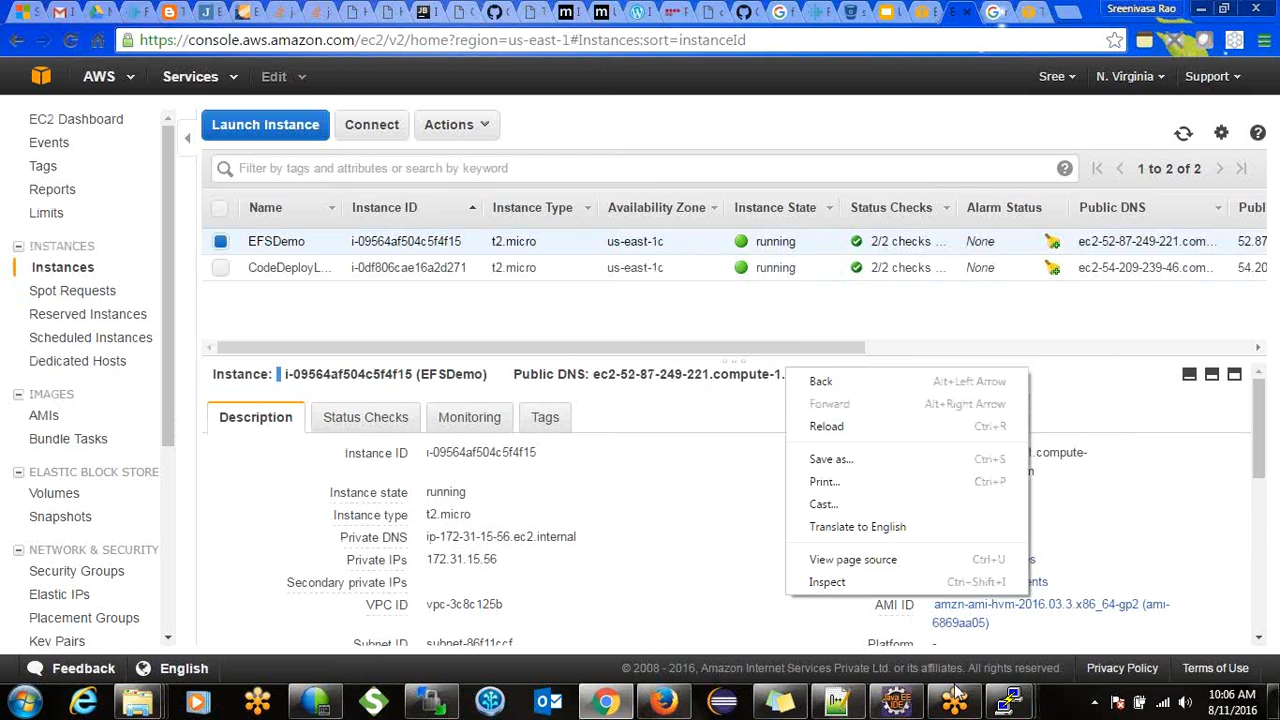 Sreenivasa Rao
https://console.aws.amazon.com/ec2/v2/home?region=us-east-1#Instances:sort=instanceId
AWS Services Edit Sree N. Virginia Support
EC2 Dashboard
Events
Tags
Reports
Limits
INSTANCES
Instances
Spot Requests
Reserved Instances
Scheduled Instances
Dedicated Hosts
IMAGES
AMIs
Bundle Tasks
ELASTIC BLOCK STORE
Volumes
Snapshots
NETWORK & SECURITY
Security Groups
Elastic IPs
Placement Groups
Key Pairs
Launch Instance Connect Actions
Filter by tags and attributes or search by keyword 1 to 2 of 2
Name Instance ID Instance Type Availability Zone Instance State Status Checks Alarm Status Public DNS Publ
EFSDemo i-09564af504c5f4f15 t2.micro us-east-1c running 2/2 checks ... None ec2-52-87-249-221.com... 52.87
CodeDeployL... i-0df806cae16a2d271 t2.micro us-east-1c running 2/2 checks ... None ec2-54-209-239-46.com... 54.20
Instance: i-09564af504c5f4f15 (EFSDemo) Public DNS: ec2-52-87-249-221.compute-1.
Description Status Checks Monitoring Tags
Instance ID i-09564af504c5f4f15
Instance state running
Instance type t2.micro
Private DNS ip-172-31-15-56.ec2.internal
Private IPs 172.31.15.56
Secondary private IPs
VPC ID vpc-3c8c125b
Subnet ID subnet-86f11ccf
.compute-
AMI ID amzn-ami-hvm-2016.03.3.x86_64-gp2 (ami-
6869aa05)
Platform -
Back Alt+Left Arrow
Forward Alt+Right Arrow
Reload Ctrl+R
Save as... Ctrl+S
Print... Ctrl+P
Cast...
Translate to English
View page source Ctrl+U
Inspect Ctrl+Shift+I
Feedback English © 2008 - 2016, Amazon Internet Services Private Ltd. or its affiliates. All rights reserved. Privacy Policy Terms of Use
10:06 AM
8/11/2016